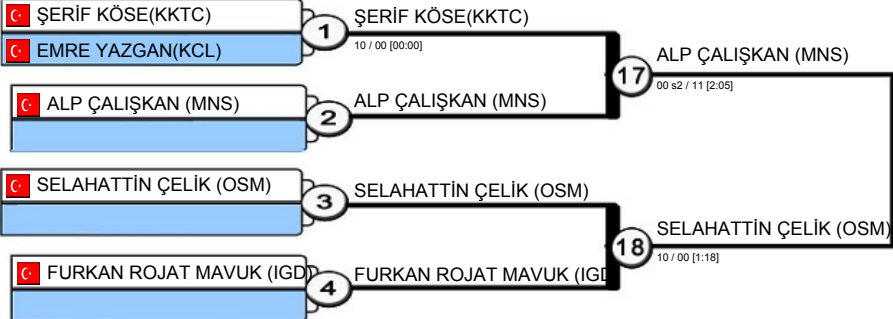 ŞERİF KÖSE(KKTC)
EMRE YAZGAN(KCL)
1
ŞERİF KÖSE(KKTC)
10 / 00 [00:00]
ALP ÇALIŞKAN (MNS)
2
ALP ÇALIŞKAN (MNS)
17
ALP ÇALIŞKAN (MNS)
00 s2 / 11 [2:05]
SELAHATTİN ÇELİK (OSM)
3
SELAHATTİN ÇELİK (OSM)
FURKAN ROJAT MAVUK (IGD)
4
FURKAN ROJAT MAVUK (IGD
18
SELAHATTİN ÇELİK (OSM)
10 / 00 [1:18]